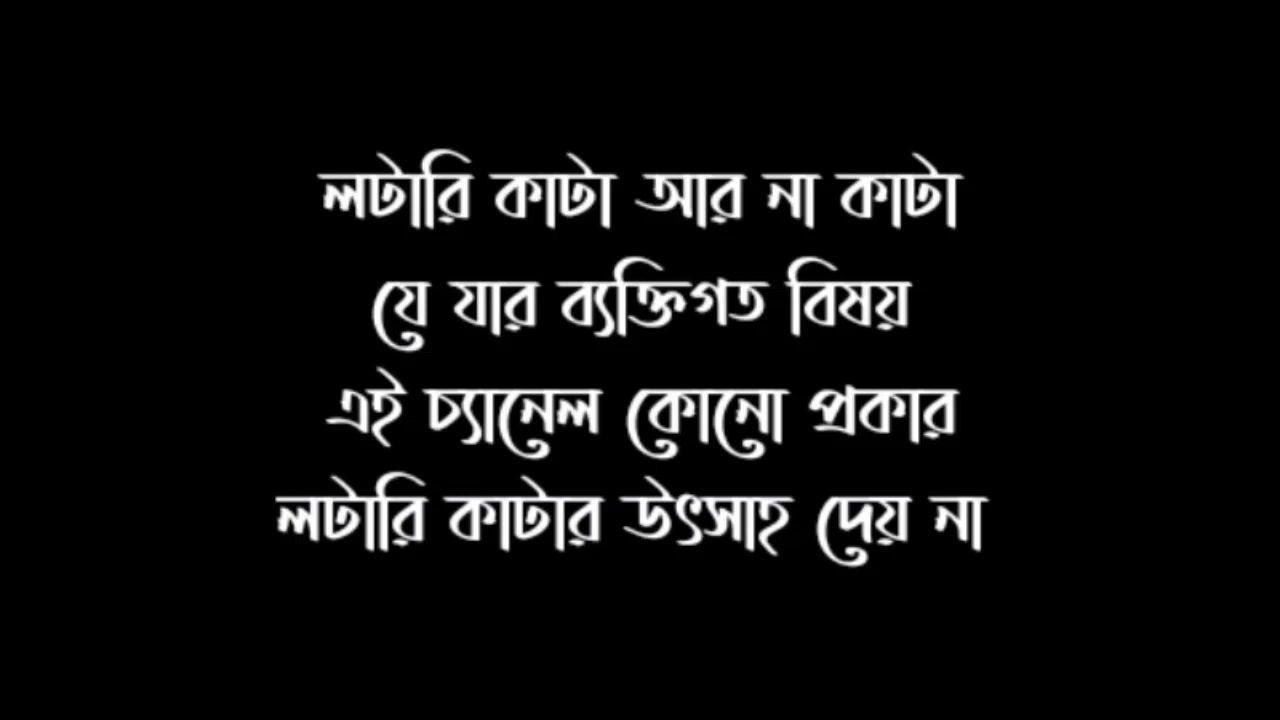 লটারি কাটা আর না কাটা
যে যার ব্যক্তিগত বিষয়
এই চ্যানেল কোনো প্রকার
লটারি কাটার উৎসাহ দেয় না